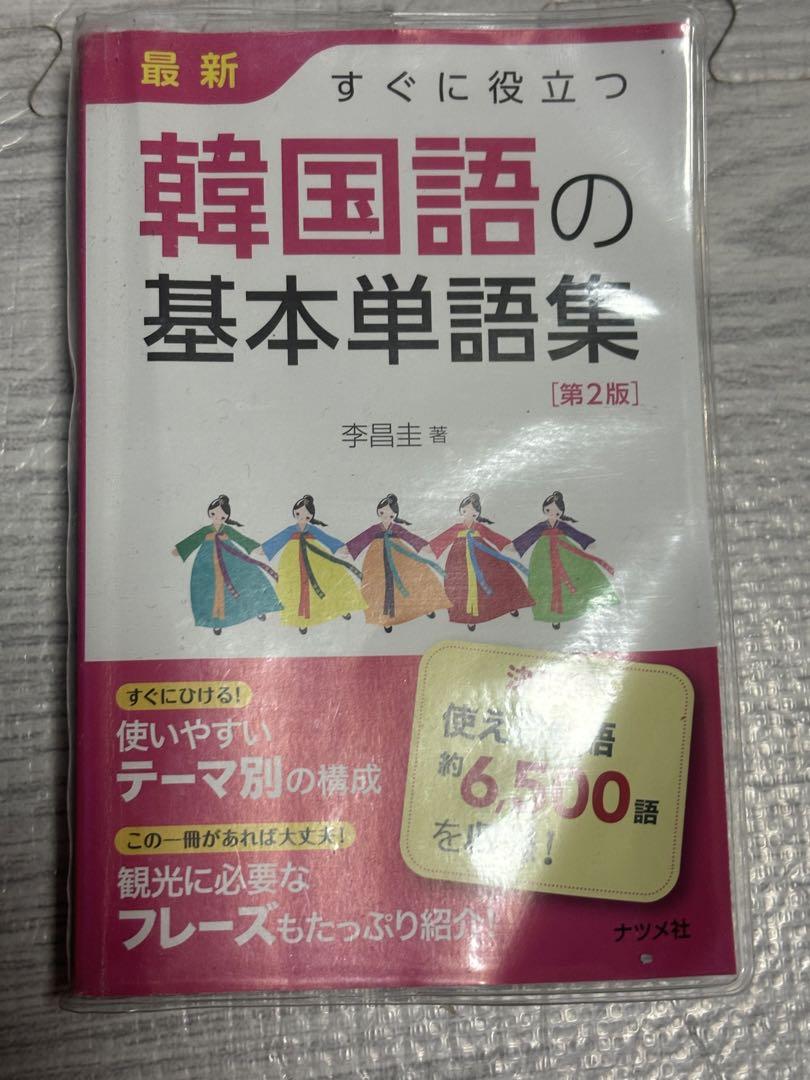 最新
すぐに役立つ
韓国語の
基本単語集
[第2版]
李昌圭 著
すぐにひける!
使いやすい
テーマ別の構成
この一冊があれば大丈夫!
観光に必要な
フレーズもたっぷり紹介!
使え 語
約6,500語
を !
ナツメ社